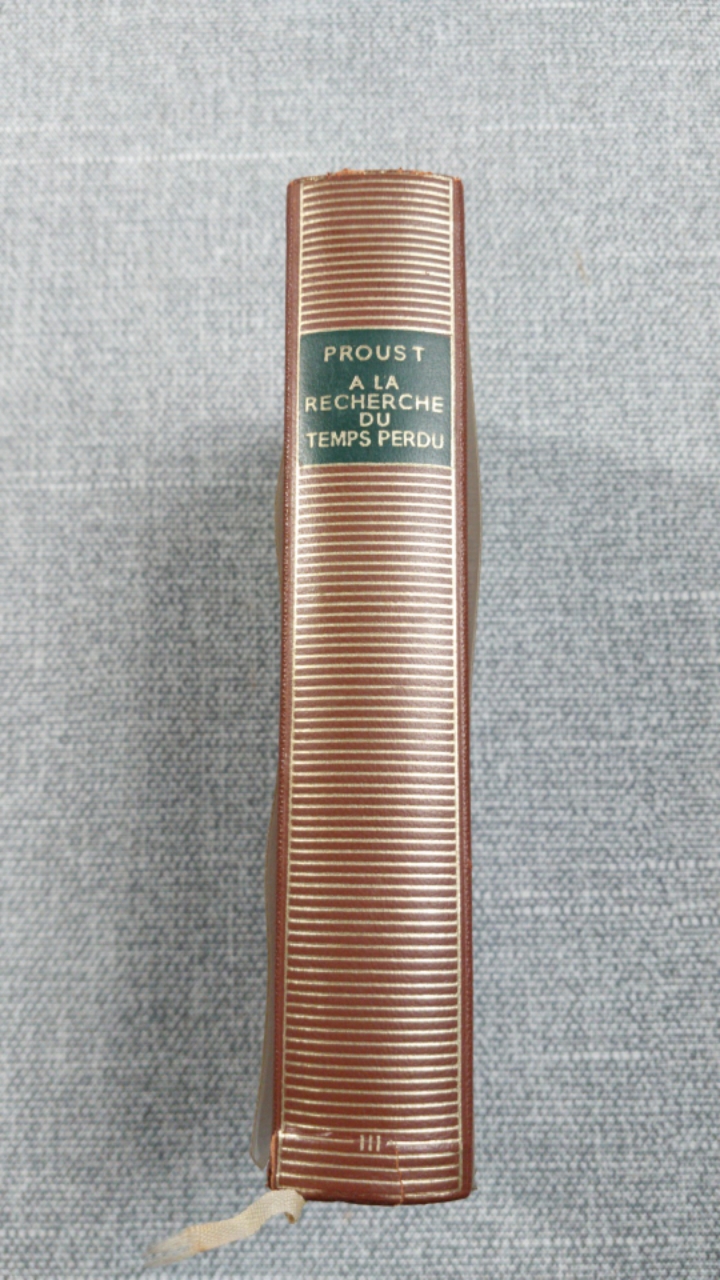 PROUST
A LA
RECHERCHE
DU
TEMPS PERDU
III